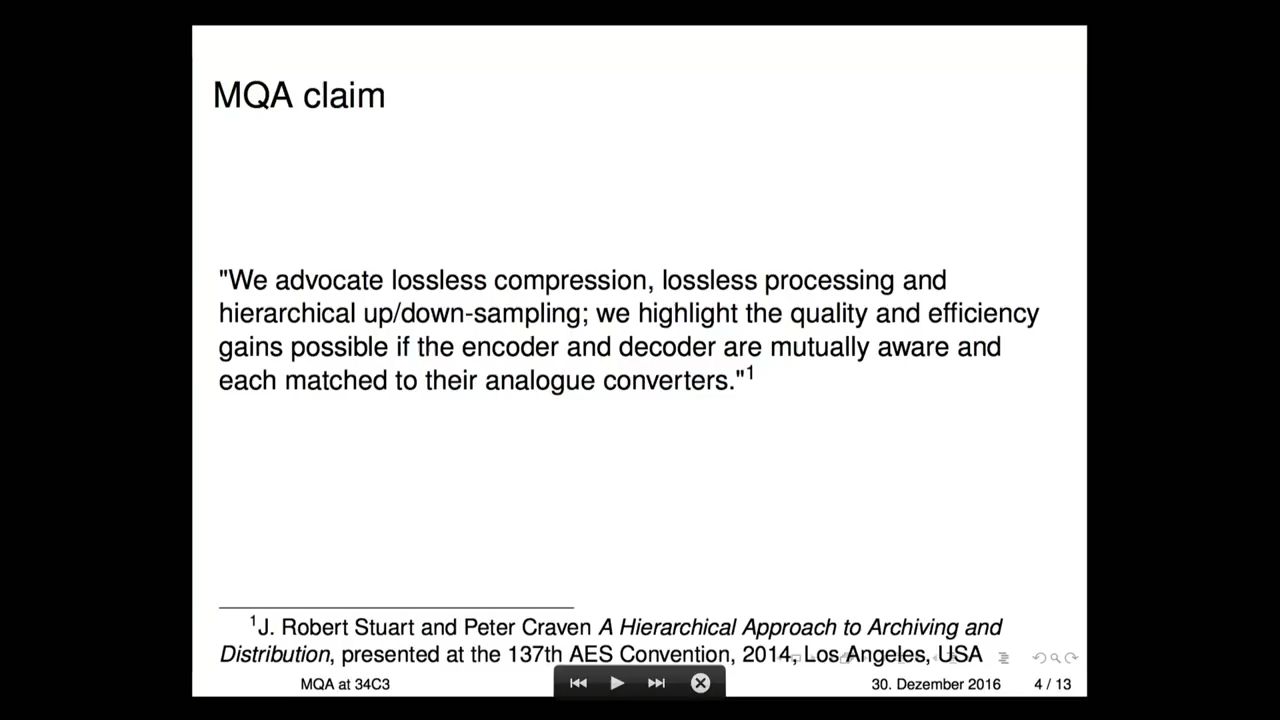 MQA claim
"We advocate lossless compression, lossless processing and
hierarchical up/down-sampling; we highlight the quality and efficiency
gains possible if the encoder and decoder are mutually aware and
each matched to their analogue converters."1
1J. Robert Stuart and Peter Craven A Hierarchical Approach to Archiving and
Distribution, presented at the 137th AES Convention, 2014, Los Angeles, USA
MQA at 34C3 30. Dezember 2016 4 / 13